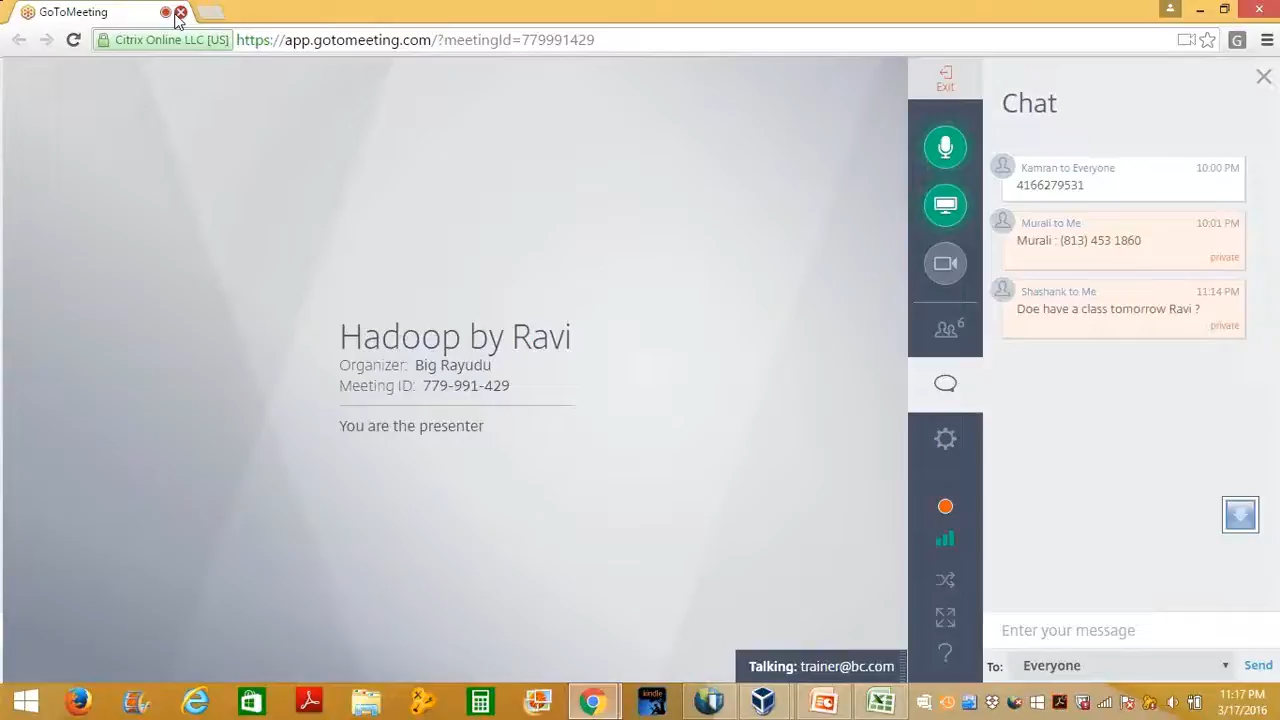 GoToMeeting
Citrix Online LLC [US]
https://app.gotomeeting.com/?meetingId=779991429
G
Exit
Chat
Kamran to Everyone 10:00 PM
4166279531
Murali to Me 10:01 PM
Murali : (813) 453 1860
private
Shashank to Me 11:14 PM
Doe have a class tomorrow Ravi ?
private
6
Hadoop by Ravi
Organizer: Big Rayudu
Meeting ID: 779-991-429
You are the presenter
?
Enter your message
Talking: trainer@bc.com
To: Everyone
Send
kindle
11:17 PM
3/17/2016